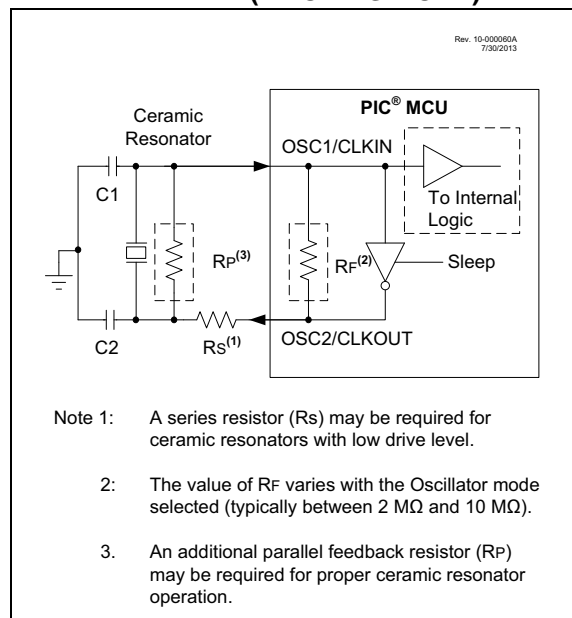 Rev. 10-000060A
7/30/2013
PIC® MCU
Ceramic
Resonator
OSC1/CLKIN
C1
To Internal
Logic
RP(3)
RF(2)
Sleep
C2
RS(1)
OSC2/CLKOUT
Note 1: A series resistor (Rs) may be required for
ceramic resonators with low drive level.
2: The value of RF varies with the Oscillator mode
selected (typically between 2 MΩ and 10 MΩ).
3. An additional parallel feedback resistor (RP)
may be required for proper ceramic resonator
operation.